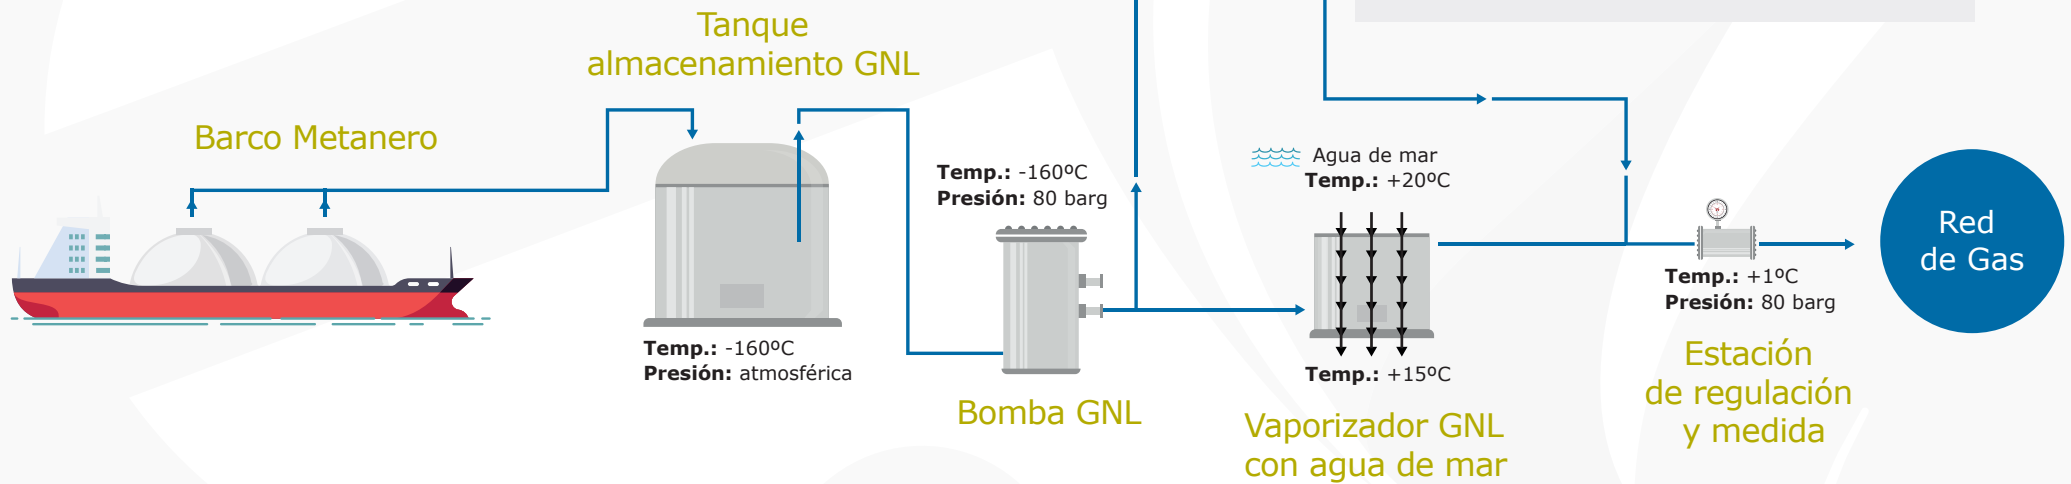 Tanque
almacenamiento GNL
Barco Metanero
Temp.: -160ºC
Presión: atmosférica
Temp.: -160ºC
Presión: 80 barg
Bomba GNL
Agua de mar
Temp.: +20ºC
Temp.: +15ºC
Vaporizador GNL
con agua de mar
Temp.: +1ºC
Presión: 80 barg
Estación
de regulación
y medida
Red
de Gas